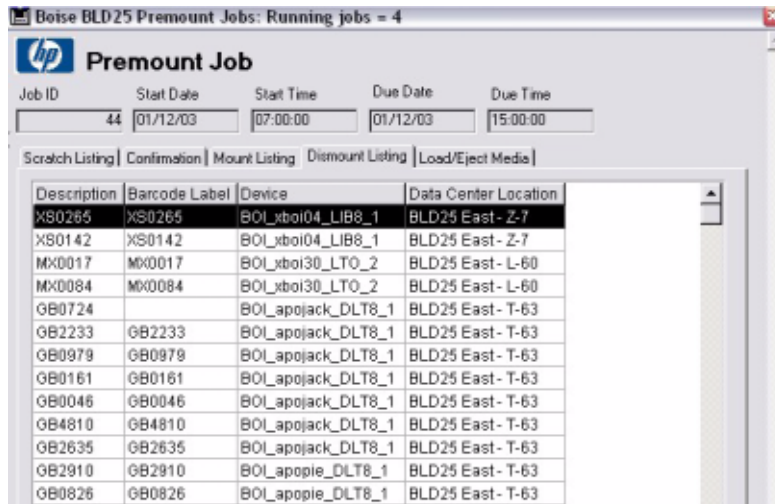 Boise BLD25 Premount Jobs: Running jobs = 4
hp Premount Job
Job ID Start Date Start Time Due Date Due Time
44 01/12/03 07:00:00 01/12/03 15:00:00
Scratch Listing Confirmation Mount Listing Dismount Listing Load/Eject Media
Description Barcode Label Device Data Center Location
XS0265 XS0265 BOI_xboi04_LIB8_1 BLD25 East- Z-7
XS0142 XS0142 BOI_xboi04_LIB8_1 BLD25 East- Z-7
MX0017 MX0017 BOI_xboi30_LTO_2 BLD25 East- L-60
MX0084 MX0084 BOI_xboi30_LTO_2 BLD25 East- L-60
GB0724 BOI_apojack_DLT8_1 BLD25 East- T-63
GB2233 GB2233 BOI_apojack_DLT8_1 BLD25 East- T-63
GB0979 GB0979 BOI_apojack_DLT8_1 BLD25 East- T-63
GB0161 GB0161 BOI_apojack_DLT8_1 BLD25 East- T-63
GB0046 GB0046 BOI_apojack_DLT8_1 BLD25 East- T-63
GB4810 GB4810 BOI_apojack_DLT8_1 BLD25 East- T-63
GB2635 GB2635 BOI_apojack_DLT8_1 BLD25 East- T-63
GB2910 GB2910 BOI_apopie_DLT8_1 BLD25 East- T-63
GB0826 GB0826 BOI_apopie_DLT8_1 BLD25 East- T-63